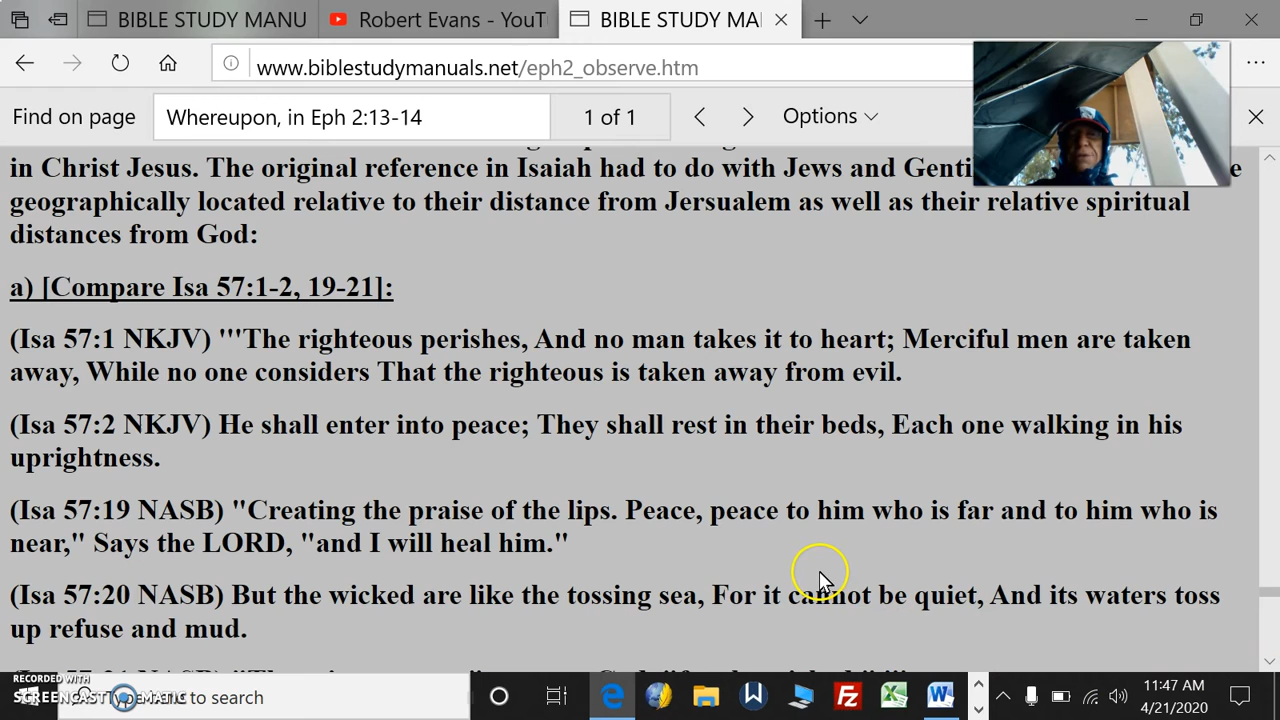 BIBLE STUDY MANU
Robert Evans - YouT
BIBLE STUDY MAI
www.biblestudymanuals.net/eph2_observe.htm
Find on page
Whereupon, in Eph 2:13-14
1 of 1
Options
in Christ Jesus. The original reference in Isaiah had to do with Jews and Genti
geographically located relative to their distance from Jersualem as well as their relative spiritual
distances from God:
a) [Compare Isa 57:1-2, 19-21]:
(Isa 57:1 NKJV) "'The righteous perishes, And no man takes it to heart; Merciful men are taken
away, While no one considers That the righteous is taken away from evil.
(Isa 57:2 NKJV) He shall enter into peace; They shall rest in their beds, Each one walking in his
uprightness.
(Isa 57:19 NASB) "Creating the praise of the lips. Peace, peace to him who is far and to him who is
near," Says the LORD, "and I will heal him."
(Isa 57:20 NASB) But the wicked are like the tossing sea, For it cannot be quiet, And its waters toss
up refuse and mud.
RECORDED WITH
SCREENCAST MATIC
Type here to search
11:47 AM
4/21/2020